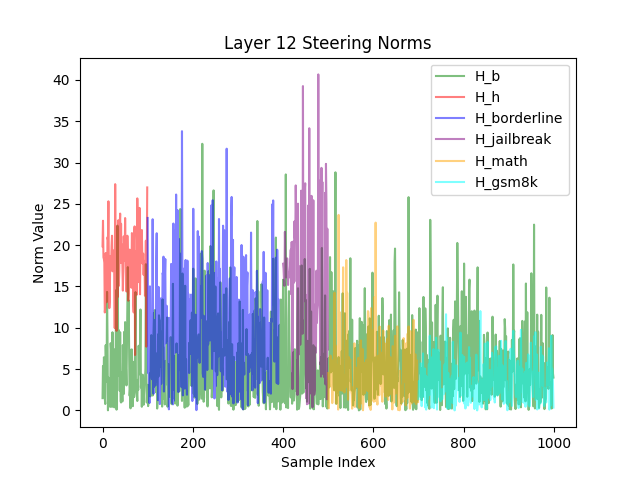 Layer 12 Steering Norms
H_b
H_h
H_borderline
H_jailbreak
H_math
H_gsm8k
Norm Value
40
35
30
25
20
15
10
5
0
0 200 400 600 800 1000
Sample Index